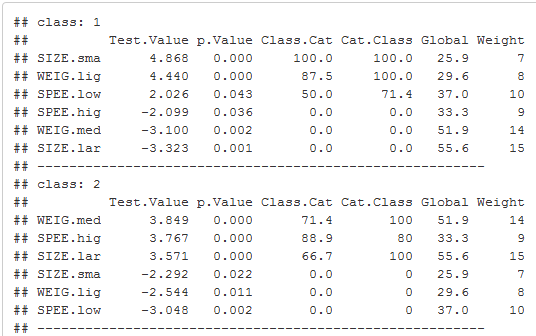 ## class: 1
##          Test.Value p.Value Class.Cat Cat.Class Global Weight
## SIZE.sma      4.868   0.000     100.0     100.0   25.9      7
## WEIG.lig      4.440   0.000      87.5     100.0   29.6      8
## SPEE.low      2.026   0.043      50.0      71.4   37.0     10
## SPEE.hig     -2.099   0.036       0.0       0.0   33.3      9
## WEIG.med     -3.100   0.002       0.0       0.0   51.9     14
## SIZE.lar     -3.323   0.001       0.0       0.0   55.6     15
## --------------------------------------------------------
## class: 2
##          Test.Value p.Value Class.Cat Cat.Class Global Weight
## WEIG.med      3.849   0.000      71.4       100   51.9     14
## SPEE.hig      3.767   0.000      88.9        80   33.3      9
## SIZE.lar      3.571   0.000      66.7       100   55.6     15
## SIZE.sma     -2.292   0.022       0.0         0   25.9      7
## WEIG.lig     -2.544   0.011       0.0         0   29.6      8
## SPEE.low     -3.048   0.002       0.0         0   37.0     10
## --------------------------------------------------------